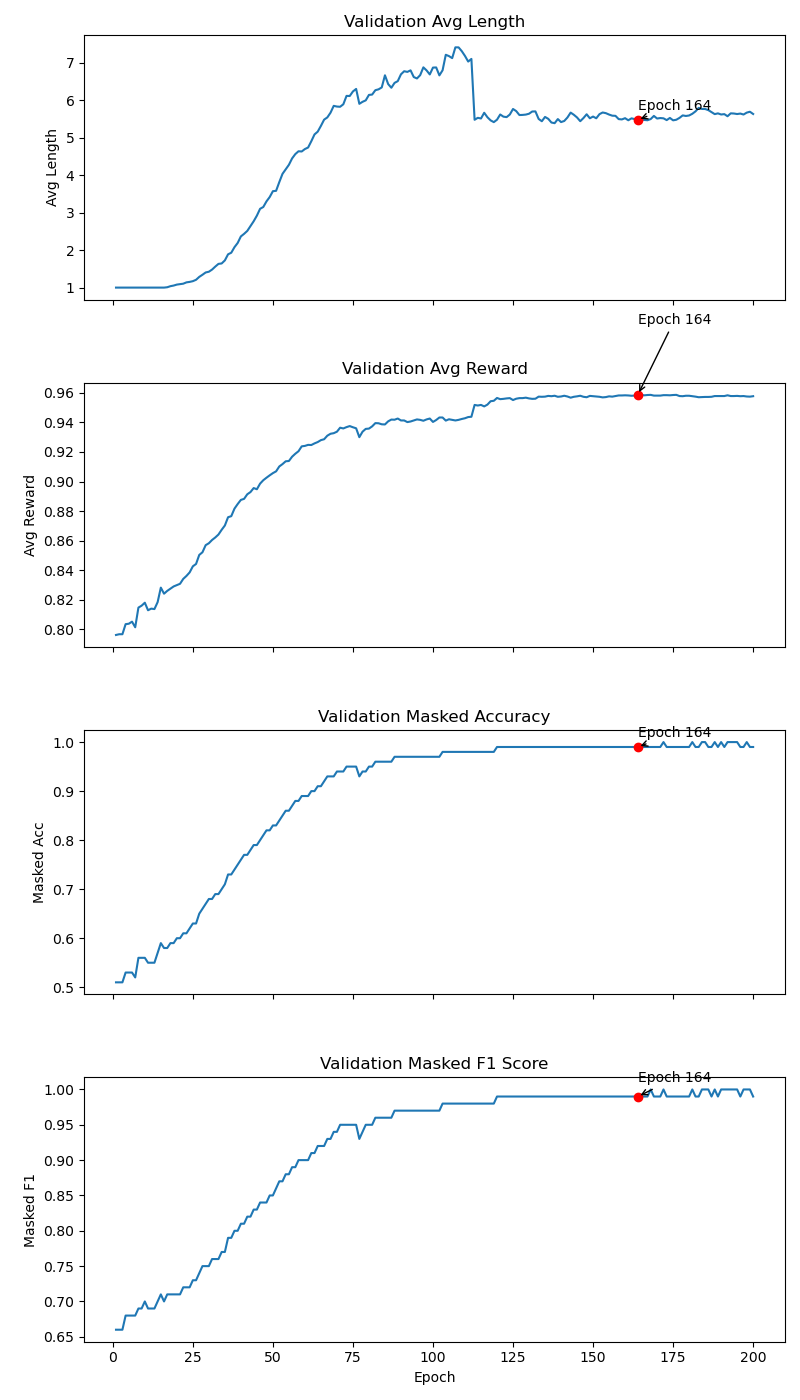 Validation Avg Length
7
6
5
4
3
2
1
Avg Length
Epoch 164
Epoch 164
Validation Avg Reward
0.96
0.94
0.92
0.90
0.88
0.86
0.84
0.82
0.80
Avg Reward
Validation Masked Accuracy
Epoch 164
1.0
0.9
0.8
0.7
0.6
0.5
Masked Acc
Validation Masked F1 Score
Epoch 164
1.00
0.95
0.90
0.85
0.80
0.75
0.70
0.65
Masked F1
0 25 50 75 100 125 150 175 200
Epoch